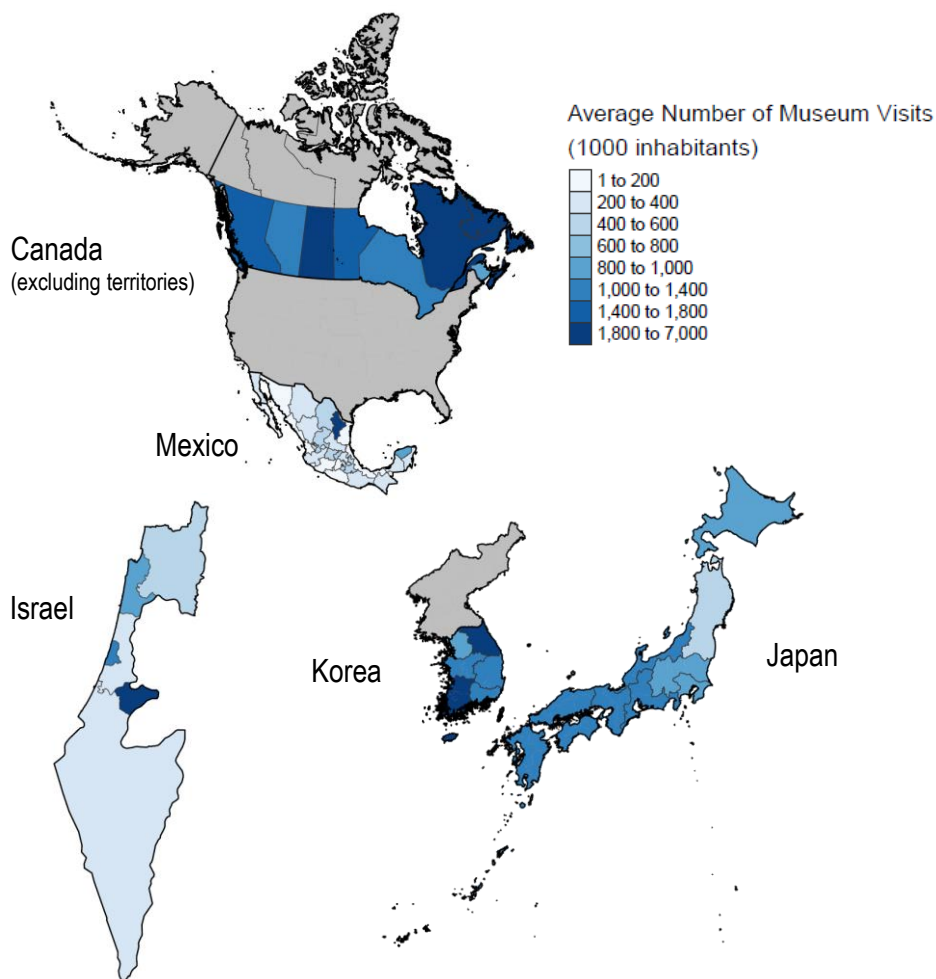 Average Number of Museum Visits
(1000 inhabitants)
1 to 200
200 to 400
400 to 600
600 to 800
800 to 1,000
1,000 to 1,400
1,400 to 1,800
1,800 to 7,000
Canada
(excluding territories)
Mexico
Israel
Korea
Japan